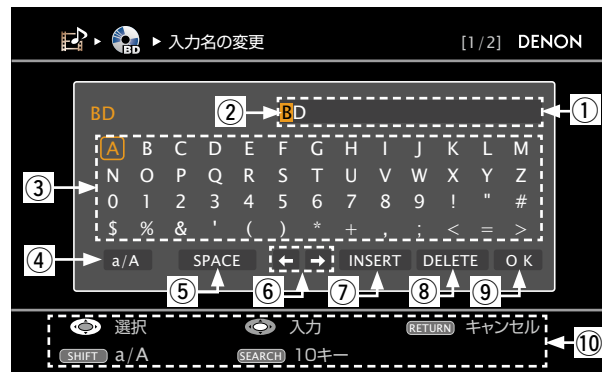 BD ▶ 入力名の変更 [1/2] DENON
BD ② BD ①
③
A B C D E F G H I J K L M
N O P Q R S T U V W X Y Z
0 1 2 3 4 5 6 7 8 9 ! " #
$ % & ' ( ) * + , ; < = >
④ a/A SPACE ← → INSERT DELETE OK
⑤ ⑥ ⑦ ⑧ ⑨
選択 入力 RETURN キャンセル ⑩
SHIFT a/A SEARCH 10キー